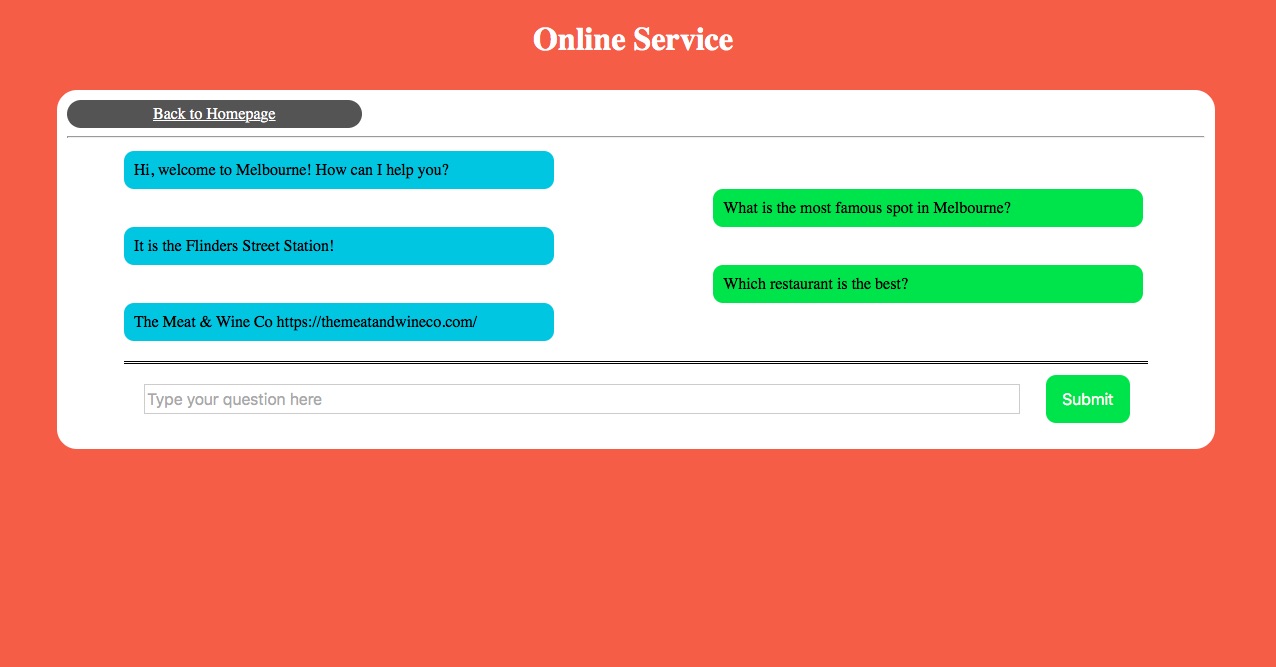 Online Service
Back to Homepage
Hi, welcome to Melbourne! How can I help you?
What is the most famous spot in Melbourne?
It is the Flinders Street Station!
Which restaurant is the best?
The Meat & Wine Co https://themeatandwineco.com/
Type your question here
Submit